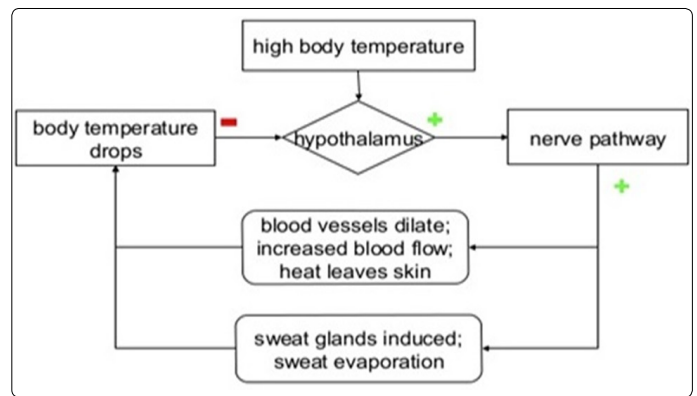 high body temperature
body temperature
drops
hypothalamus
nerve pathway
blood vessels dilate;
increased blood flow;
heat leaves skin
sweat glands induced;
sweat evaporation